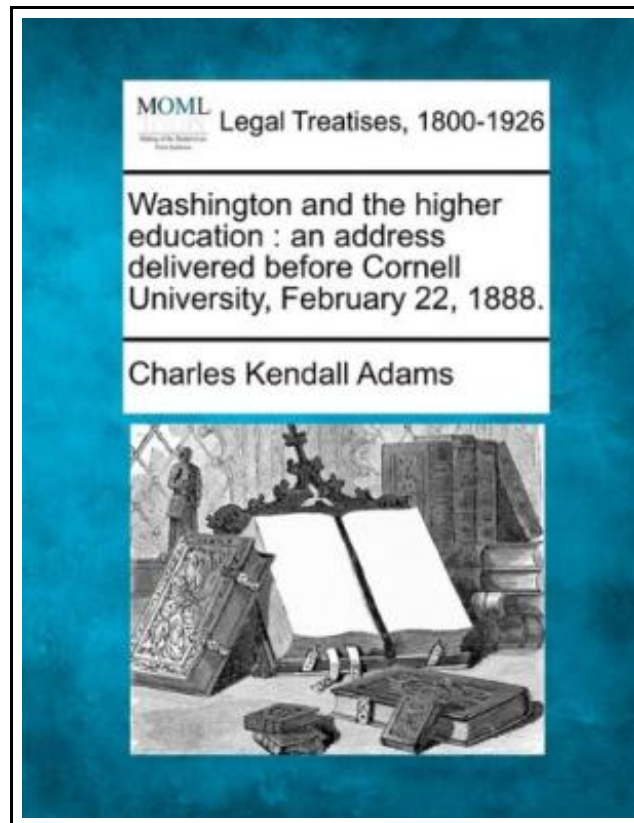 MOML
Legal Treatises, 1800-1926
Washington and the higher
education : an address
delivered before Cornell
University, February 22, 1888.
Charles Kendall Adams